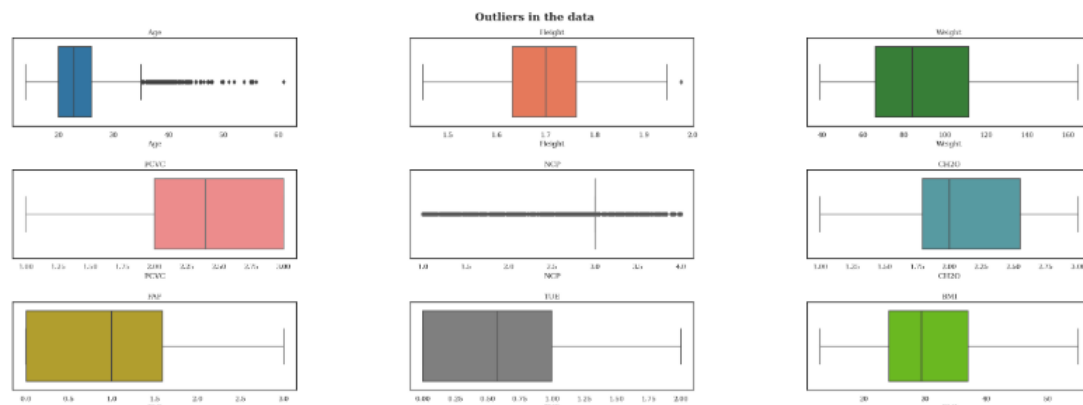 Outliers in the data
Age
Height
Weight
20 30 40 50 60
1.5 1.6 1.7 1.8 1.9 2.0
40 60 80 100 120 140 160
Age
Height
Weight
FCVC
NCP
CH2O
1.00 1.25 1.50 1.75 2.00 2.25 2.50 2.75 3.00
1.0 1.5 2.0 2.5 3.0 3.5 4.0
1.00 1.25 1.50 1.75 2.00 2.25 2.50 2.75 3.00
FCVC
NCP
CH2O
FAF
TUE
BMI
0.0 0.5 1.0 1.5 2.0 2.5 3.0
0.00 0.25 0.50 0.75 1.00 1.25 1.50 1.75 2.00
20 30